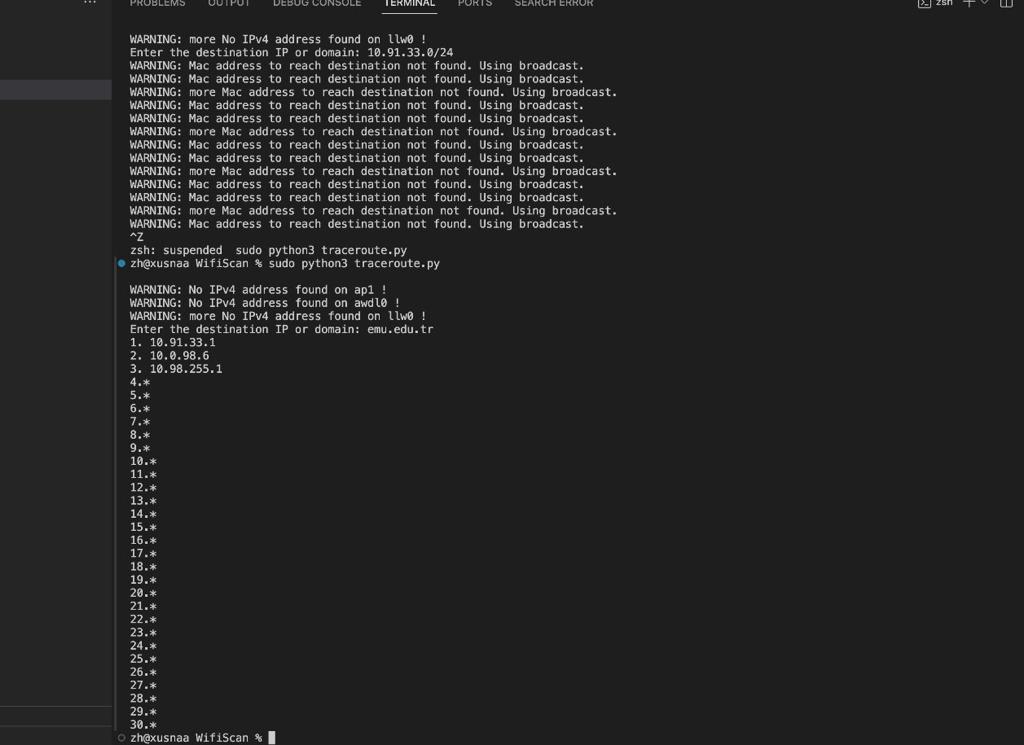 PROBLEMS OUTPUT DEBUG CONSOLE TERMINAL PORTS SEARCH ERROR zsh
WARNING: more No IPv4 address found on llw0 !
Enter the destination IP or domain: 10.91.33.0/24
WARNING: Mac address to reach destination not found. Using broadcast.
WARNING: Mac address to reach destination not found. Using broadcast.
WARNING: more Mac address to reach destination not found. Using broadcast.
WARNING: Mac address to reach destination not found. Using broadcast.
WARNING: Mac address to reach destination not found. Using broadcast.
WARNING: more Mac address to reach destination not found. Using broadcast.
WARNING: Mac address to reach destination not found. Using broadcast.
WARNING: Mac address to reach destination not found. Using broadcast.
WARNING: more Mac address to reach destination not found. Using broadcast.
WARNING: Mac address to reach destination not found. Using broadcast.
WARNING: Mac address to reach destination not found. Using broadcast.
WARNING: more Mac address to reach destination not found. Using broadcast.
WARNING: Mac address to reach destination not found. Using broadcast.
^Z
zsh: suspended  sudo python3 traceroute.py
zh@xusnaa WifiScan % sudo python3 traceroute.py
WARNING: No IPv4 address found on ap1 !
WARNING: No IPv4 address found on awdl0 !
WARNING: more No IPv4 address found on llw0 !
Enter the destination IP or domain: emu.edu.tr
1. 10.91.33.1
2. 10.0.98.6
3. 10.98.255.1
4.*
5.*
6.*
7.*
8.*
9.*
10.*
11.*
12.*
13.*
14.*
15.*
16.*
17.*
18.*
19.*
20.*
21.*
22.*
23.*
24.*
25.*
26.*
27.*
28.*
29.*
30.*
zh@xusnaa WifiScan %